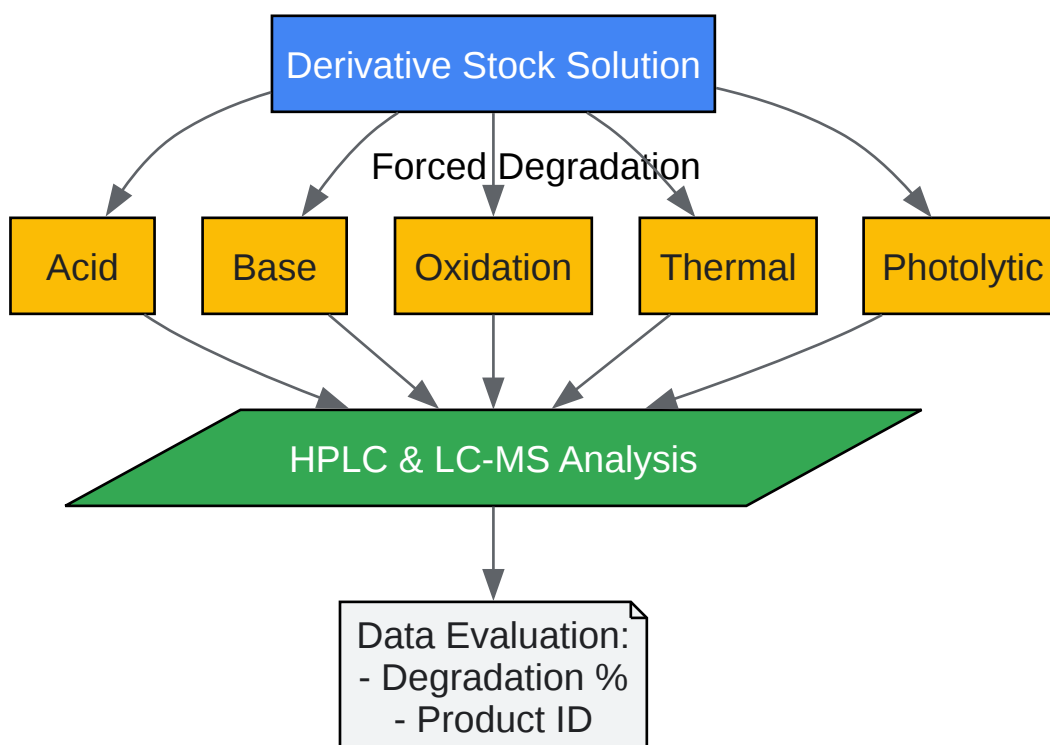 Derivative Stock Solution
Forced Degradation
Acid
Base
Oxidation
Thermal
Photolytic
HPLC & LC-MS Analysis
Data Evaluation:
- Degradation %
- Product ID